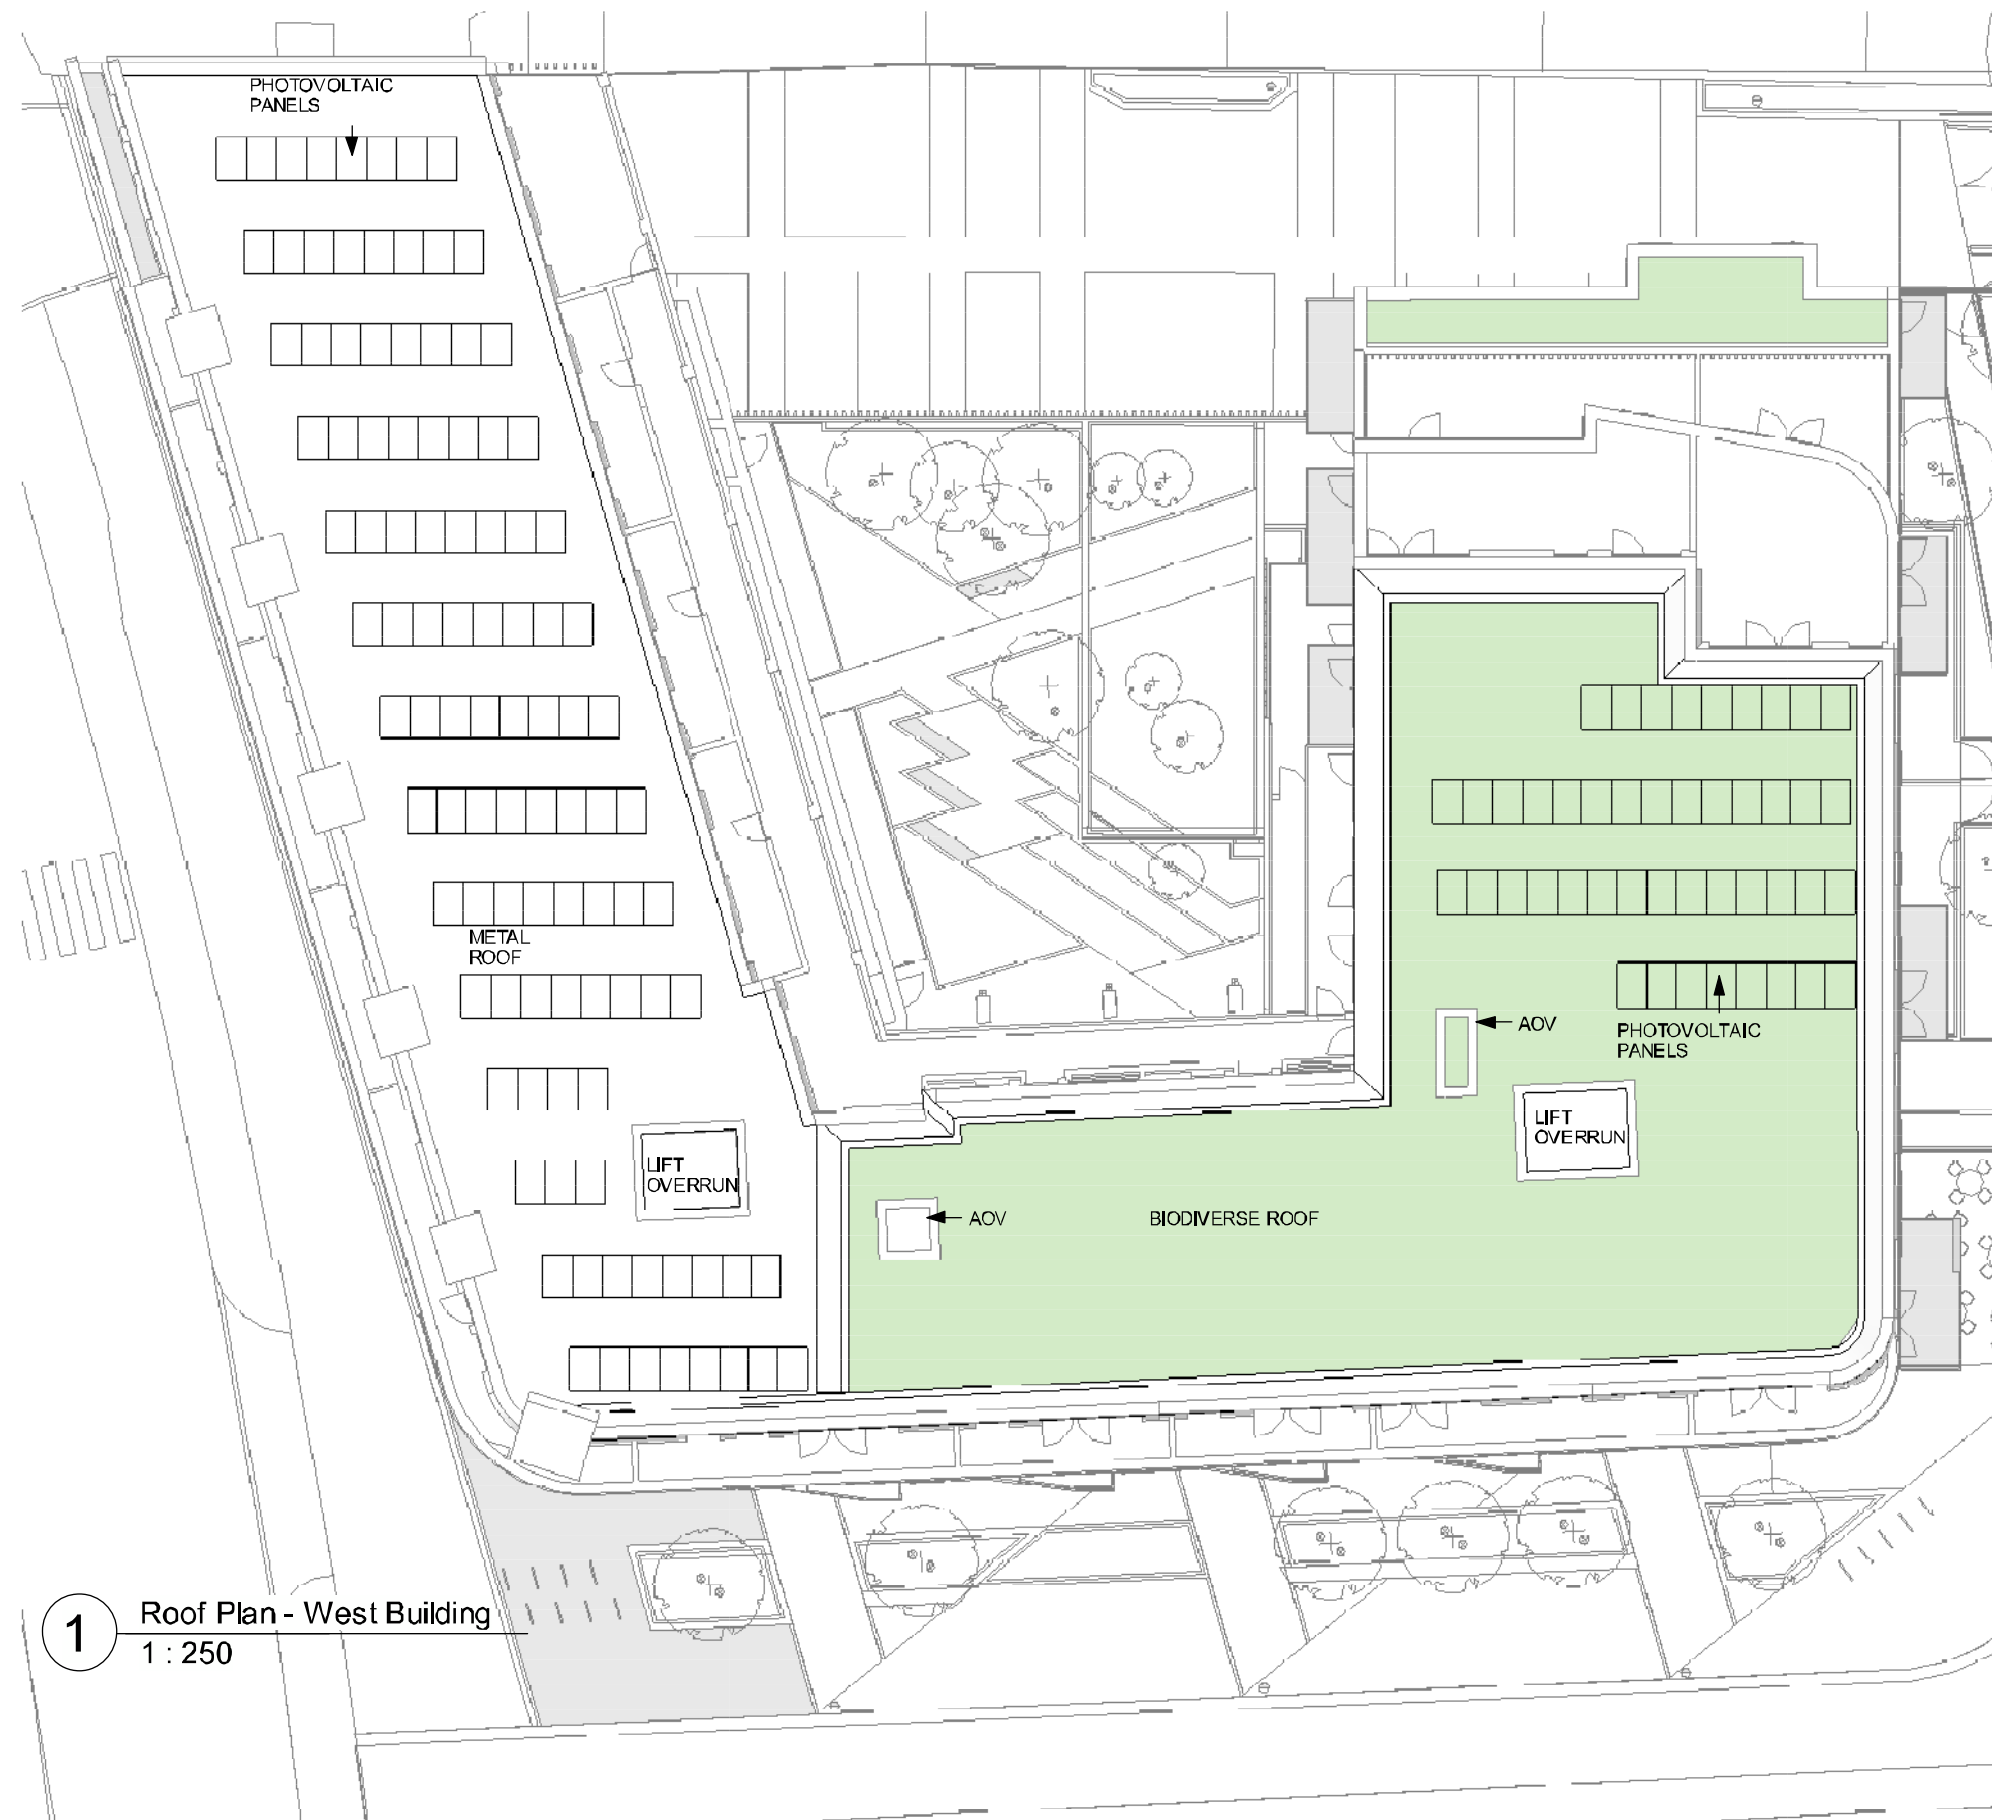 PHOTOVOLTAIC
PANELS
METAL
ROOF
AOV
PHOTOVOLTAIC
PANELS
LIFT
OVERRUN
LIFT
OVERRUN
AOV
BIODIVERSE ROOF
1
Roof Plan - West Building
1 : 250